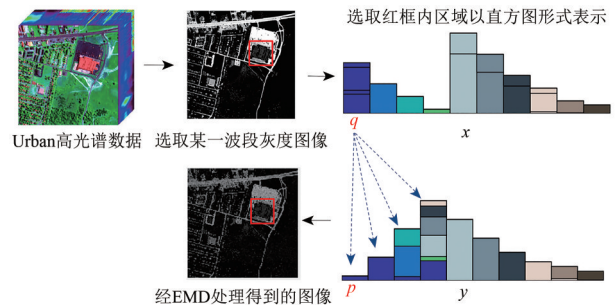 选取红框内区域以直方图形式表示
q
x
Urban高光谱数据
选取某一波段灰度图像
p
y
经EMD处理得到的图像